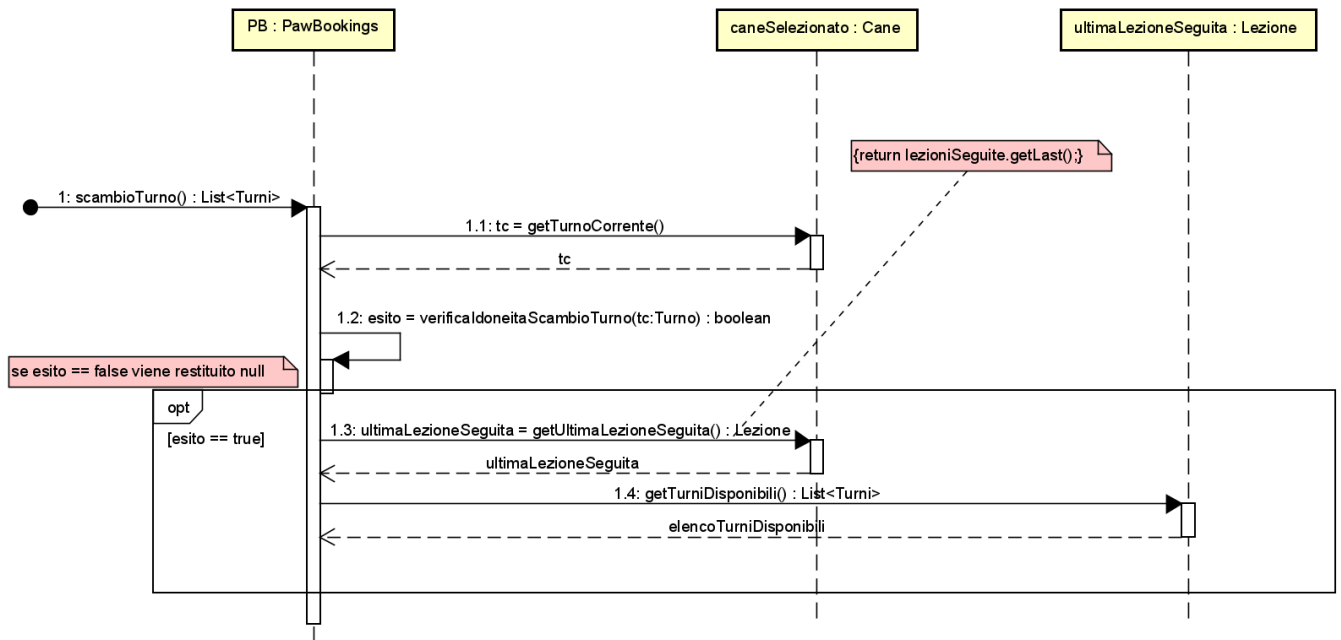 PB : PawBookings
caneSelezionato : Cane
ultimaLezioneSeguita : Lezione
{return lezioniSeguite.getLast();}
1: scambioTurno() : List<Turni>
1.1: tc = getTurnoCorrente()
tc
1.2: esito = verificaIdoneitaScambioTurno(tc:Turno) : boolean
se esito == false viene restituito null
opt
[esito == true]
1.3: ultimaLezioneSeguita = getUltimaLezioneSeguita() : Lezione
ultimaLezioneSeguita
1.4: getTurniDisponibili() : List<Turni>
elencoTurniDisponibili